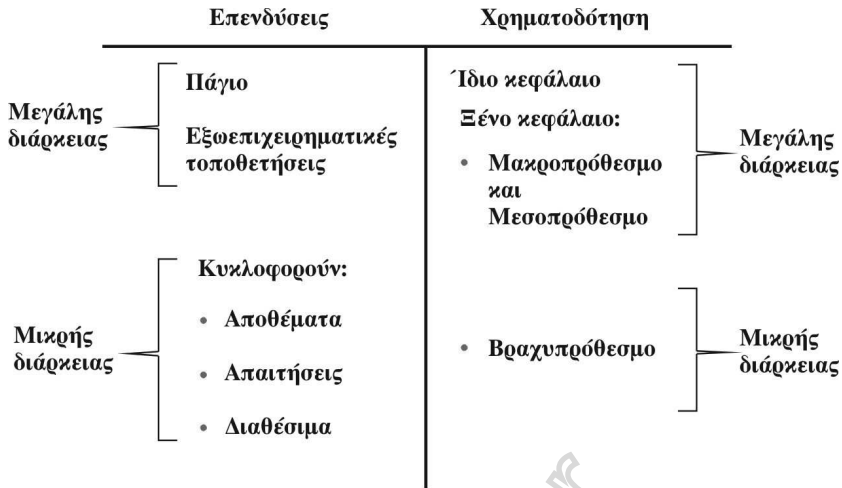 Επενδύσεις
Χρηματοδότηση
Μεγάλης
διάρκειας
Πάγιο
Εξωεπιχειρηματικές
τοποθετήσεις
Ίδιο κεφάλαιο
Ξένο κεφάλαιο:
• Μακροπρόθεσμο
και
Μεσοπρόθεσμο
Μεγάλης
διάρκειας
Μικρής
διάρκειας
Κυκλοφορούν:
• Αποθέματα
• Απαιτήσεις
• Διαθέσιμα
• Βραχυπρόθεσμο
Μικρής
διάρκειας